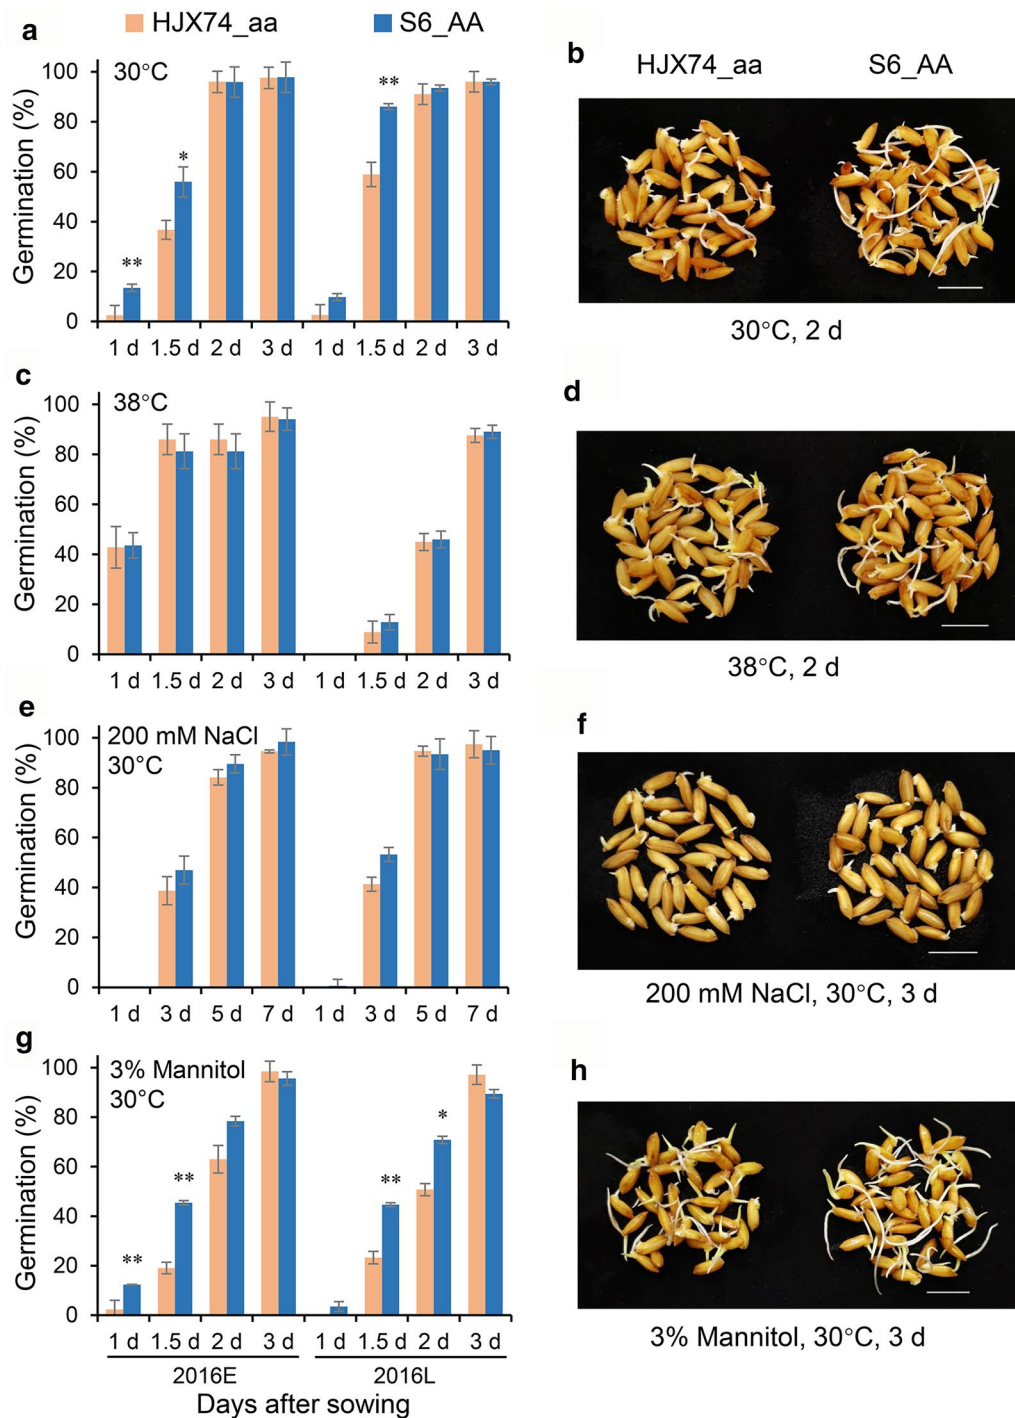 a
HJX74_aa
S6_AA
Germination (%)
100
80
60
40
20
0
30°C
**
*
**
1 d 1.5 d 2 d 3 d 1 d 1.5 d 2 d 3 d
b
HJX74_aa
S6_AA
30°C, 2 d
c
Germination (%)
100
80
60
40
20
0
38°C
1 d 1.5 d 2 d 3 d 1 d 1.5 d 2 d 3 d
d
38°C, 2 d
e
Germination (%)
100
80
60
40
20
0
200 mM NaCl
30°C
1 d 3 d 5 d 7 d 1 d 3 d 5 d 7 d
f
200 mM NaCl, 30°C, 3 d
g
Germination (%)
100
80
60
40
20
0
3% Mannitol
30°C
**
**
**
*
1 d 1.5 d 2 d 3 d 1 d 1.5 d 2 d 3 d
2016E
2016L
Days after sowing
h
3% Mannitol, 30°C, 3 d